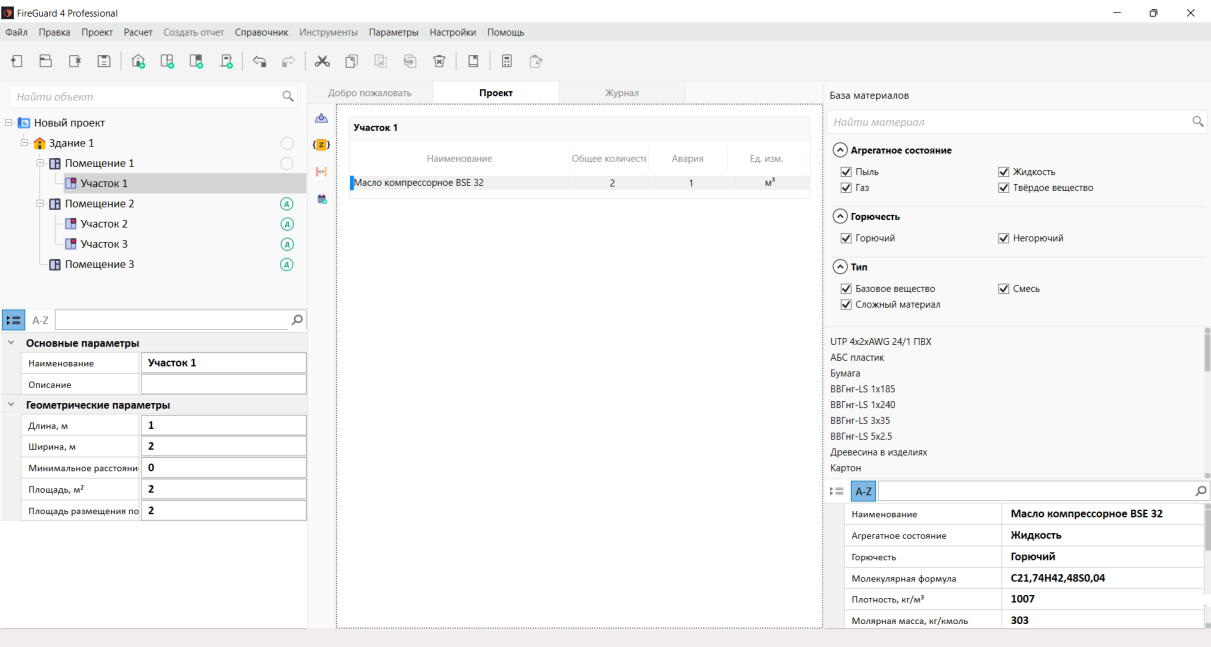 FireGuard 4 Professional
Файл Правка Проект Расчет Создать отчет Справочник Инструменты Параметры Настройки Помощь
Найти объект
Новый проект
Здание 1
Помещение 1
Участок 1
Помещение 2
Д
Участок 2
Д
Участок 3
Д
Помещение 3
Д
A-Z
Основные параметры
Наименование Участок 1
Описание
Геометрические параметры
Длина, м 1
Ширина, м 2
Минимальное расстояни 0
Площадь, м² 2
Площадь размещения по 2
Добро пожаловать Проект Журнал
{Z}
Участок 1
Наименование Общее количест Авария Ед. изм.
Масло компрессорное BSE 32 2 1 м³
База материалов
Найти материал
Агрегатное состояние
Пыль Жидкость
Газ Твёрдое вещество
Горючесть
Горючий Негорючий
Тип
Базовое вещество Смесь
Сложный материал
UTP 4x2xAWG 24/1 ПВХ
АБС пластик
Бумага
ВВГнг-LS 1x185
ВВГнг-LS 1x240
ВВГнг-LS 3x35
ВВГнг-LS 5x2.5
Древесина в изделиях
Картон
A-Z
Наименование Масло компрессорное BSE 32
Агрегатное состояние Жидкость
Горючесть Горючий
Молекулярная формула C21,74H42,48S0,04
Плотность, кг/м³ 1007
Молярная масса, кг/кмоль 303